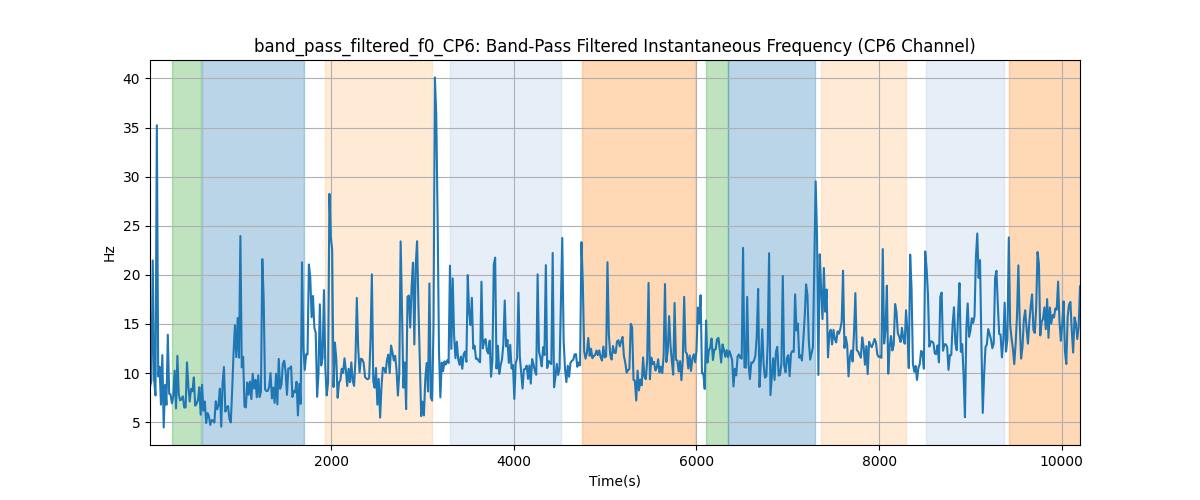 band_pass_filtered_f0_CP6: Band-Pass Filtered Instantaneous Frequency (CP6 Channel)
40
35
30
25
20
15
10
5
Hz
2000 4000 6000 8000 10000
Time(s)